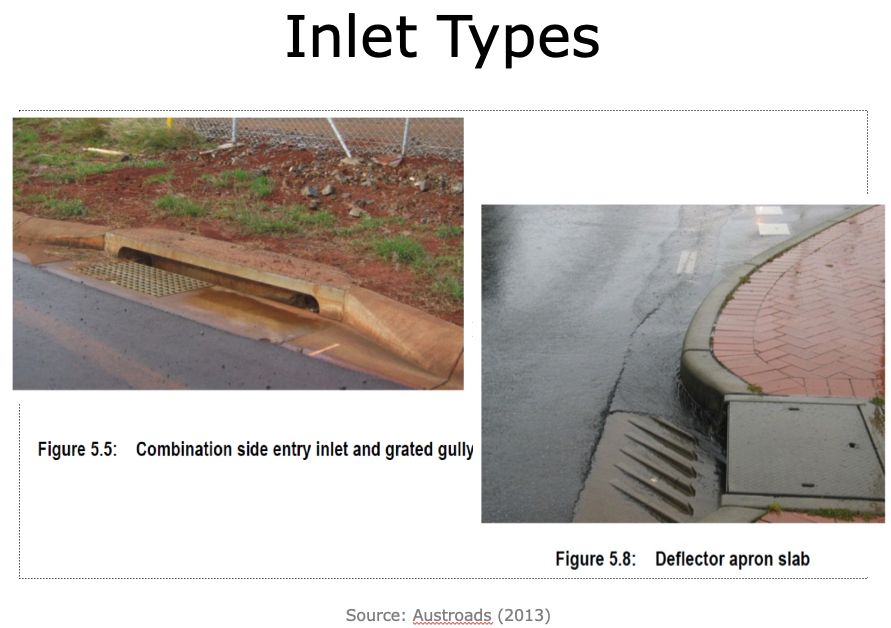 Inlet Types
Figure 5.5: Combination side entry inlet and grated gully
Figure 5.8: Deflector apron slab
Source: Austroads (2013)